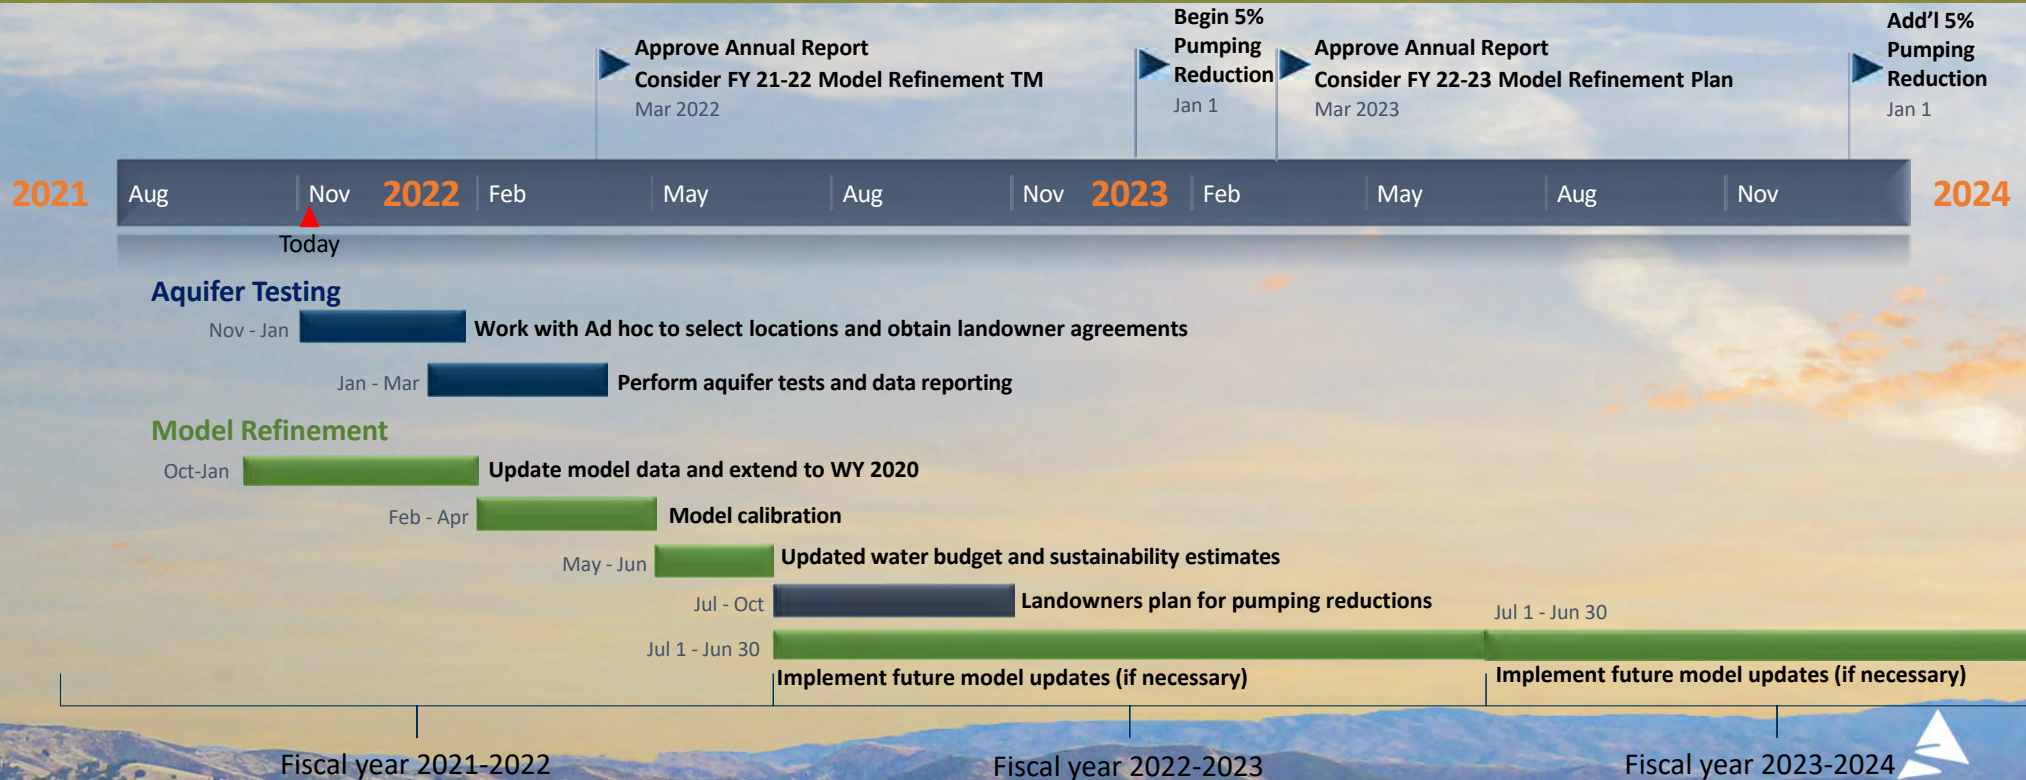 Begin 5%
Pumping
Reduction
Jan 1
Add'l 5%
Pumping
Reduction
Jan 1
Approve Annual Report
Consider FY 21-22 Model Refinement TM
Mar 2022
Approve Annual Report
Consider FY 22-23 Model Refinement Plan
Mar 2023
2021 Aug Nov 2022 Feb May Aug Nov 2023 Feb May Aug Nov 2024
Today
Aquifer Testing
Nov - Jan Work with Ad hoc to select locations and obtain landowner agreements
Jan - Mar Perform aquifer tests and data reporting
Model Refinement
Oct-Jan Update model data and extend to WY 2020
Feb - Apr Model calibration
May - Jun Updated water budget and sustainability estimates
Jul - Oct Landowners plan for pumping reductions
Jul 1 - Jun 30
Jul 1 - Jun 30
Implement future model updates (if necessary)
Implement future model updates (if necessary)
Fiscal year 2021-2022
Fiscal year 2022-2023
Fiscal year 2023-2024